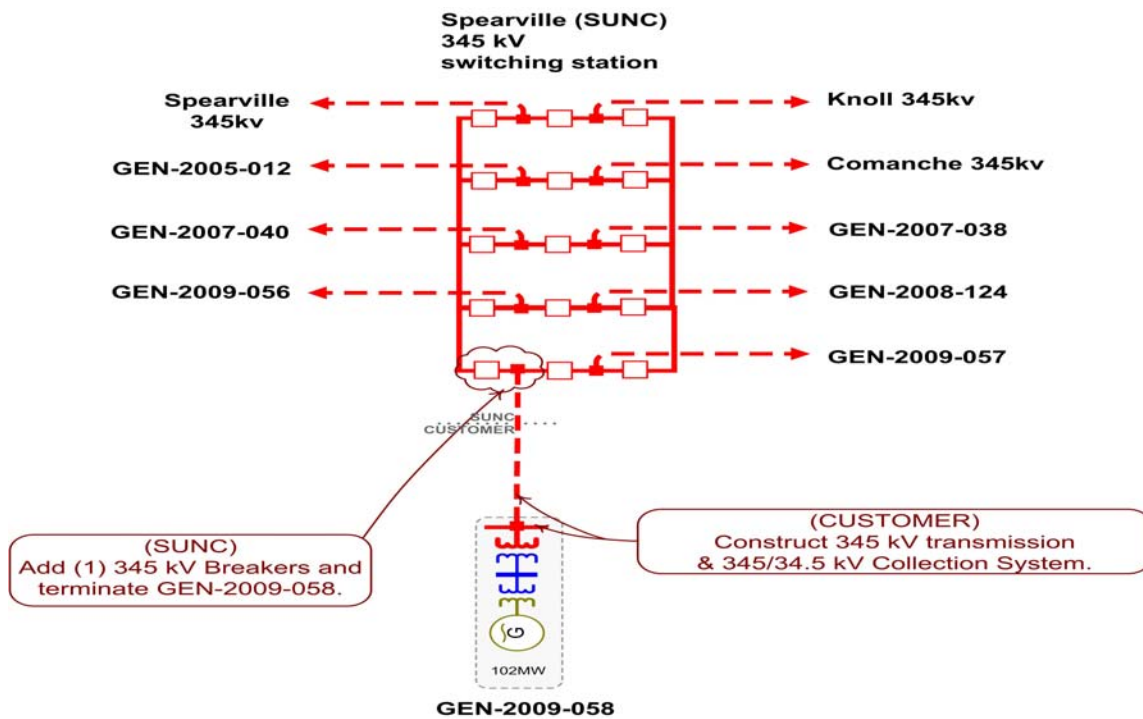 Spearville (SUNC)
345 kV
switching station
Spearville
345kv
Knoll 345kv
GEN-2005-012
Comanche 345kv
GEN-2007-040
GEN-2007-038
GEN-2009-056
GEN-2008-124
GEN-2009-057
SUNC
CUSTOMER
(SUNC)
Add (1) 345 kV Breakers and
terminate GEN-2009-058.
(CUSTOMER)
Construct 345 kV transmission
& 345/34.5 kV Collection System.
G
102MW
GEN-2009-058